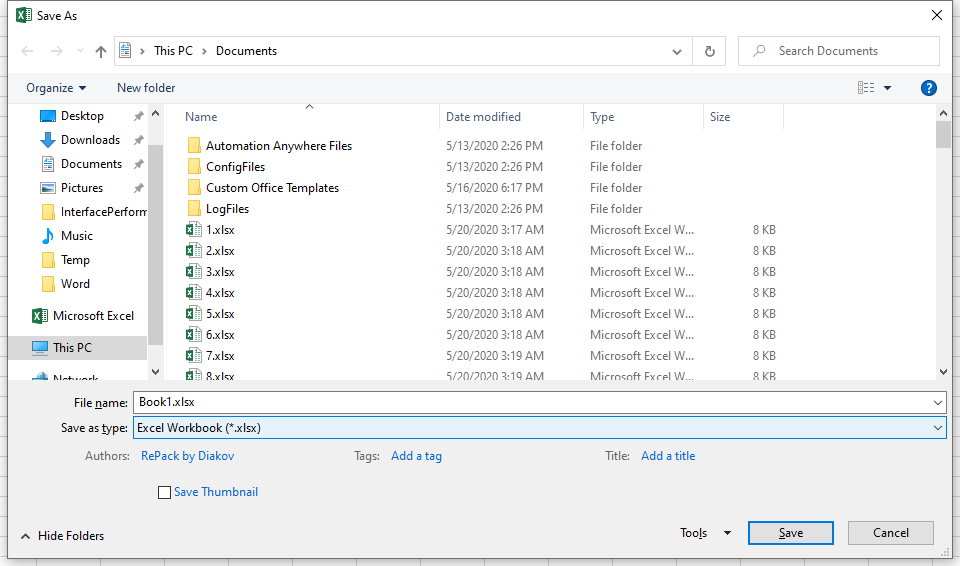 Save As
This PC > Documents
Search Documents
Organize New folder
Name Date modified Type Size
Desktop
Downloads
Documents
Pictures
InterfacePerform
Music
Temp
Word
Microsoft Excel
This PC
Network
Automation Anywhere Files 5/13/2020 2:26 PM File folder
ConfigFiles 5/13/2020 2:26 PM File folder
Custom Office Templates 5/16/2020 6:17 PM File folder
LogFiles 5/13/2020 2:26 PM File folder
1.xlsx 5/20/2020 3:17 AM Microsoft Excel W... 8 KB
2.xlsx 5/20/2020 3:18 AM Microsoft Excel W... 8 KB
3.xlsx 5/20/2020 3:18 AM Microsoft Excel W... 8 KB
4.xlsx 5/20/2020 3:18 AM Microsoft Excel W... 8 KB
5.xlsx 5/20/2020 3:18 AM Microsoft Excel W... 8 KB
6.xlsx 5/20/2020 3:18 AM Microsoft Excel W... 8 KB
7.xlsx 5/20/2020 3:19 AM Microsoft Excel W... 8 KB
8.xlsx 5/20/2020 3:19 AM Microsoft Excel W... 8 KB
File name: Book1.xlsx
Save as type: Excel Workbook (*.xlsx)
Authors: RePack by Diakov Tags: Add a tag Title: Add a title
Save Thumbnail
Hide Folders Tools Save Cancel